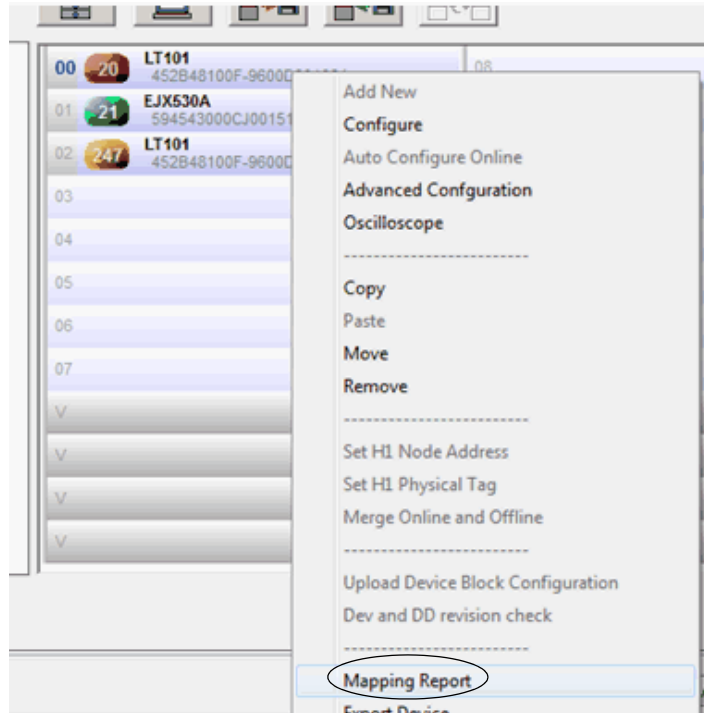 00 20 LT101
452B48100F-9600D
01 21 EJX530A
594543000CJ00151
02 247 LT101
452B48100F-9600D
03
04
05
06
07
V
V
V
V
08
Add New
Configure
Auto Configure Online
Advanced Confguration
Oscilloscope
------------------------
Copy
Paste
Move
Remove
------------------------
Set H1 Node Address
Set H1 Physical Tag
Merge Online and Offline
------------------------
Upload Device Block Configuration
Dev and DD revision check
------------------------
Mapping Report
Export Device